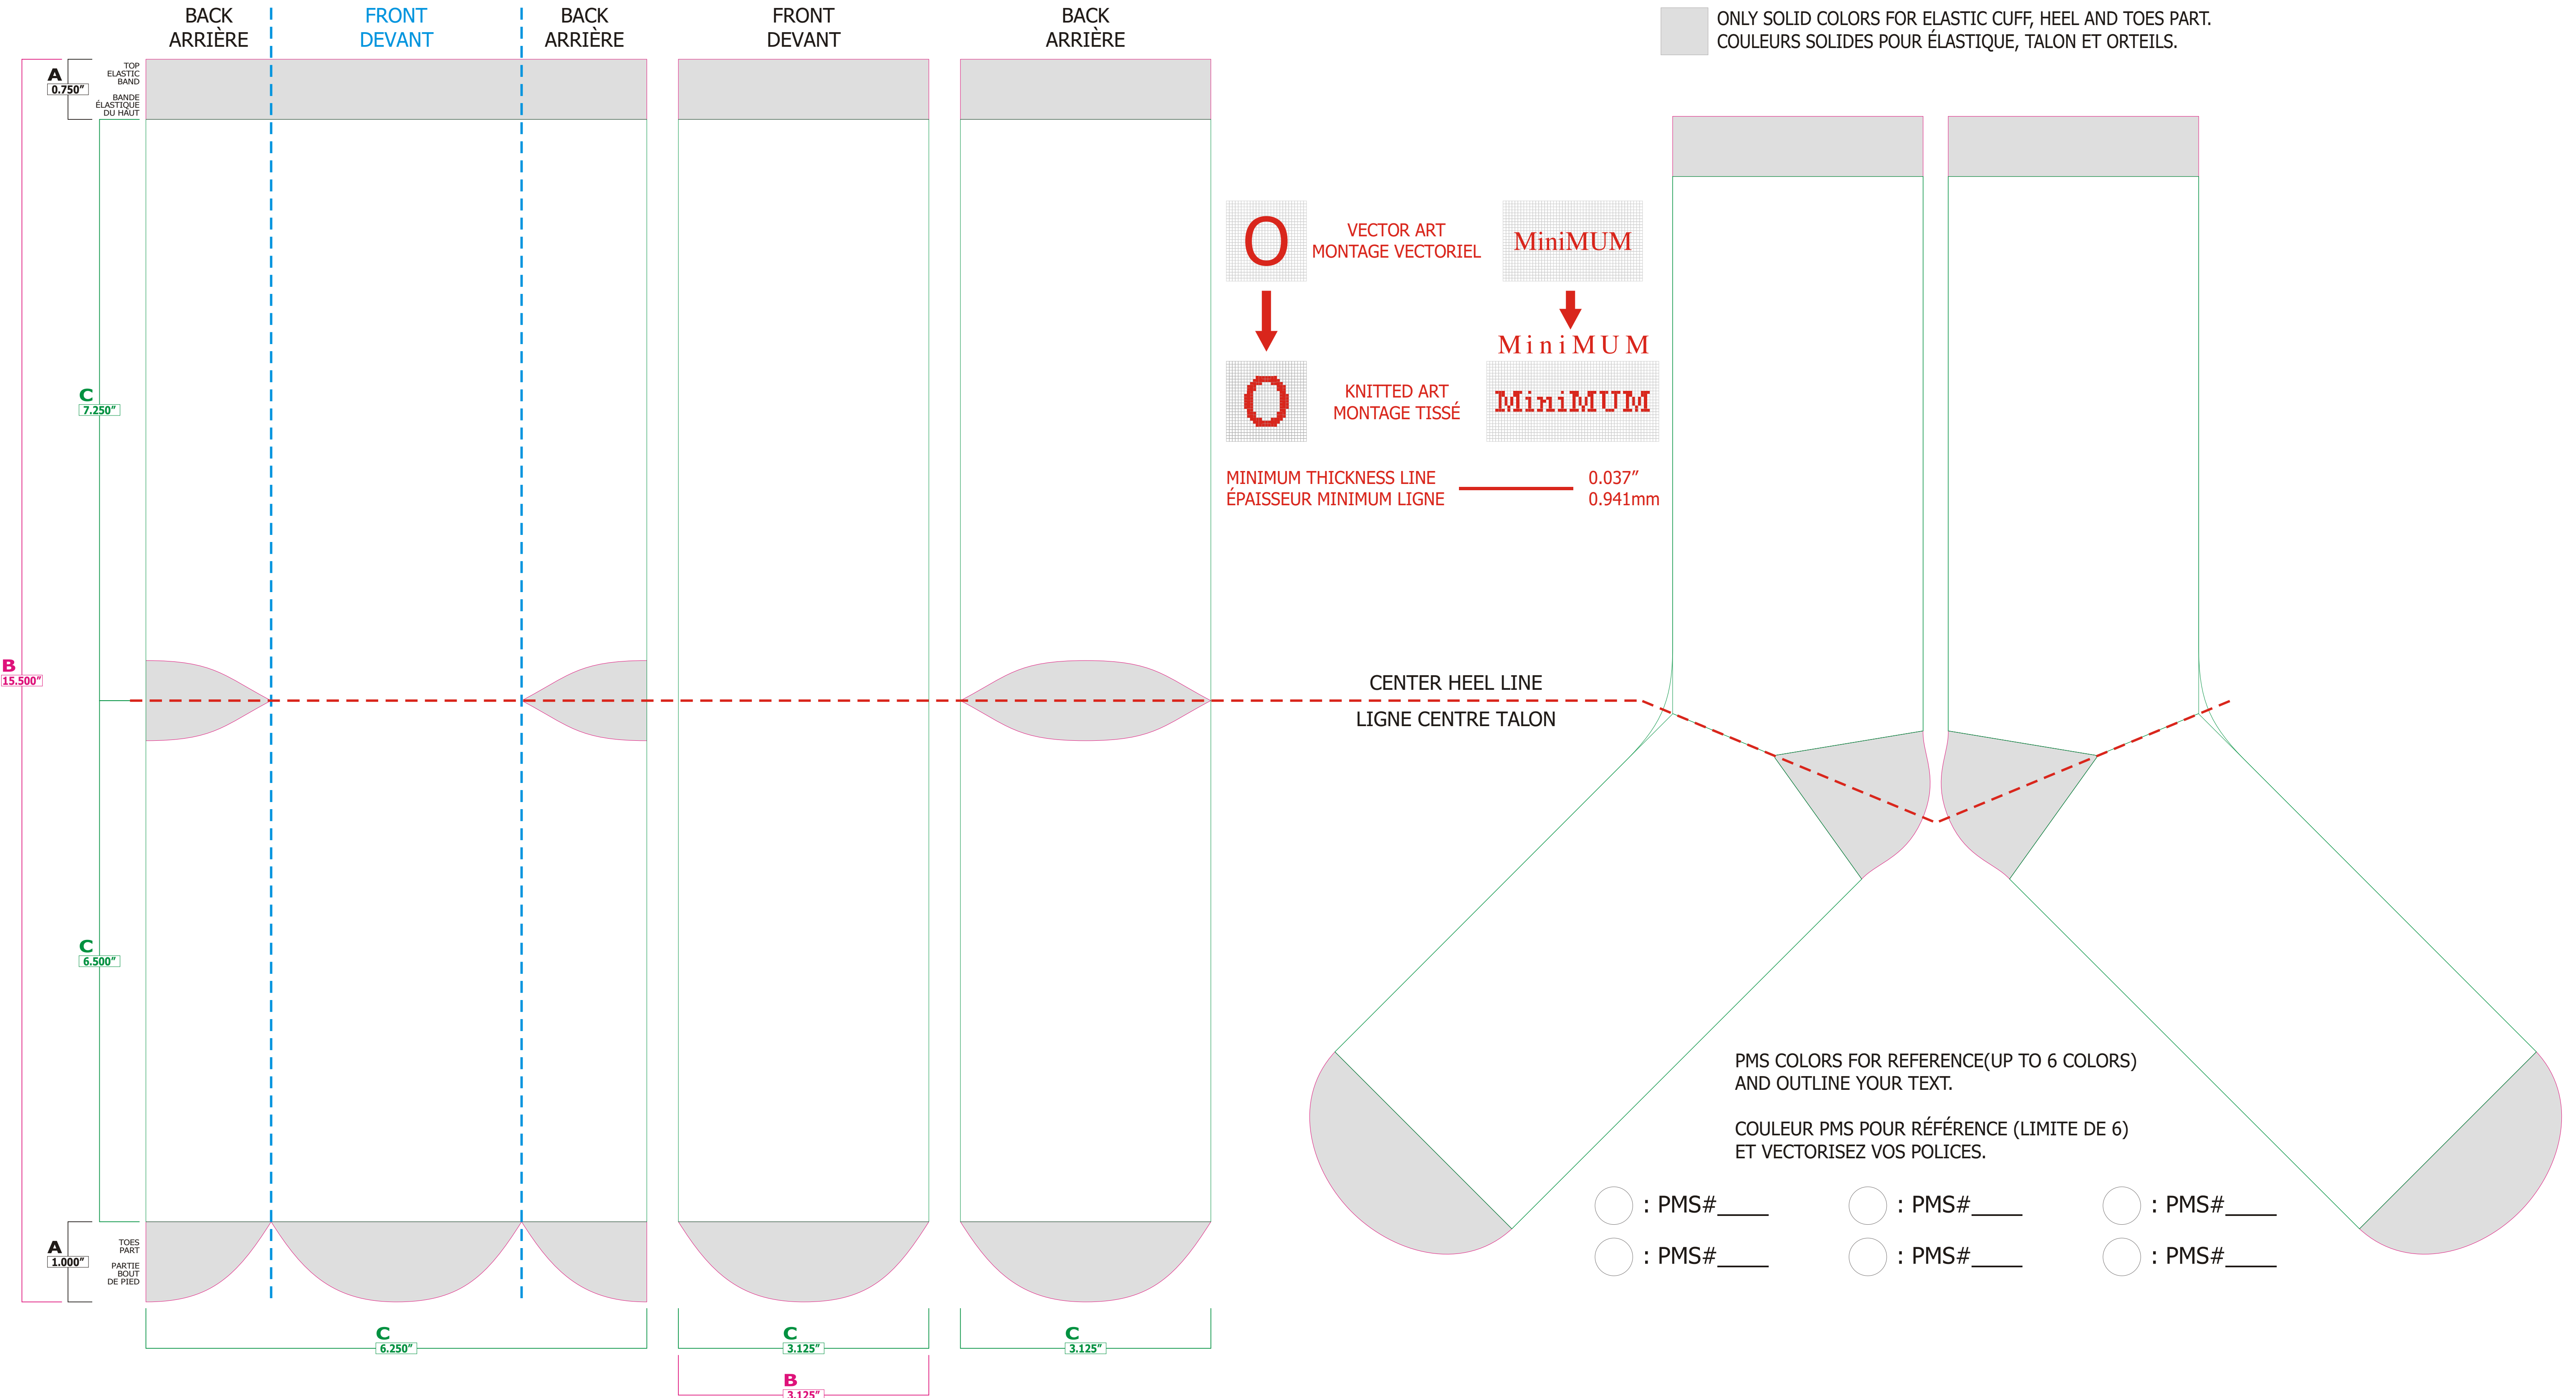 BACK
ARRIÈRE
FRONT
DEVANT
BACK
ARRIÈRE
FRONT
DEVANT
BACK
ARRIÈRE
ONLY SOLID COLORS FOR ELASTIC CUFF, HEEL AND TOES PART.
COULEURS SOLIDES POUR ÉLASTIQUE, TALON ET ORTEILS.
A
0.750"
TOP
ELASTIC
BAND
BANDE
ÉLASTIQUE
DU HAUT
C
7.250"
B
15.500"
C
6.500"
A
1.000"
TOES
PART
PARTIE
BOUT
DE PIED
C
6.250"
C
3.125"
C
3.125"
B
3.125"
O
VECTOR ART
MONTAGE VECTORIEL
MiniMUM
MiniMUM
O
KNITTED ART
MONTAGE TISSÉ
MiniMUM
MINIMUM THICKNESS LINE
ÉPAISSEUR MINIMUM LIGNE
0.037"
0.941mm
CENTER HEEL LINE
LIGNE CENTRE TALON
PMS COLORS FOR REFERENCE(UP TO 6 COLORS)
AND OUTLINE YOUR TEXT.
COULEUR PMS POUR RÉFÉRENCE (LIMITE DE 6)
ET VECTORISEZ VOS POLICES.
: PMS#____ : PMS#____ : PMS#____
: PMS#____ : PMS#____ : PMS#____